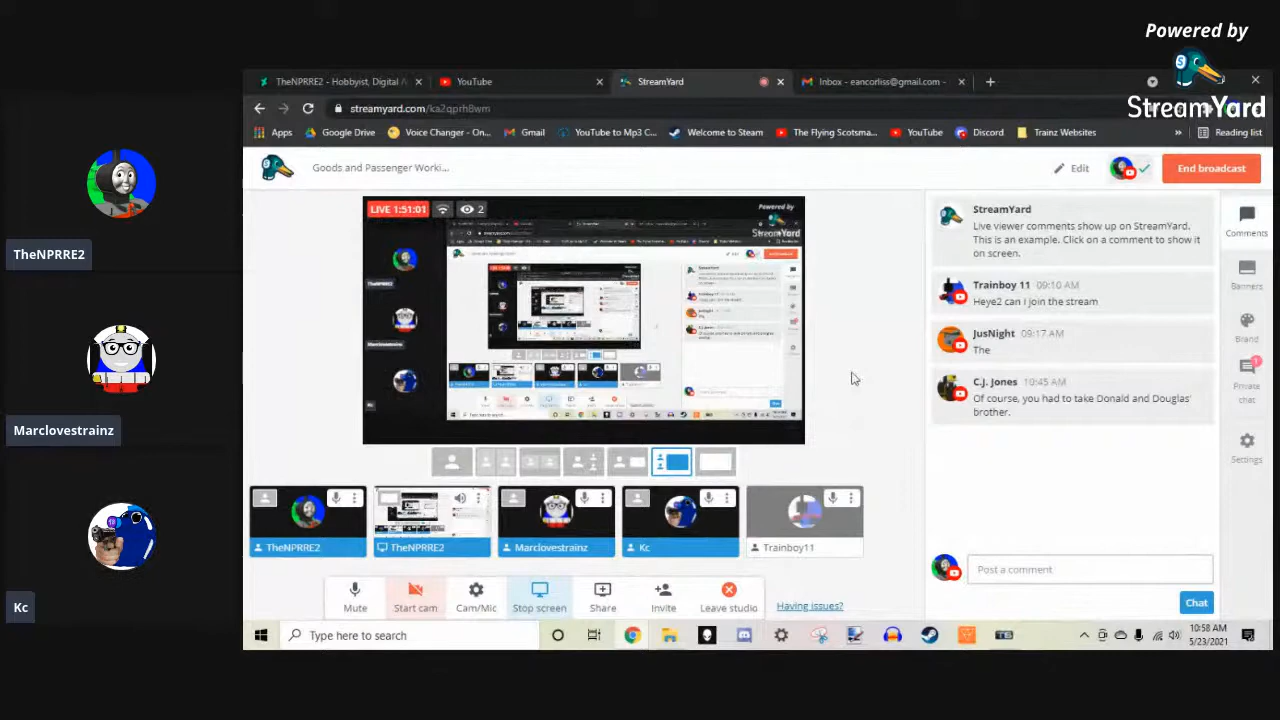 Powered by
StreamYard
TheNPRRE2
Marclovestrainz
Kc
TheNPRRE2 - Hobbyist, Digital A
YouTube
StreamYard
Inbox - eancorliss@gmail.com -
streamyard.com/ka2qprh8wm
Apps
Google Drive
Voice Changer - On...
Gmail
YouTube to Mp3 C...
Welcome to Steam
The Flying Scotsma...
YouTube
Discord
Trainz Websites
»
Reading list
Goods and Passenger Worki...
Edit
End broadcast
LIVE 1:51:01
2
Powered by
StreamYard
StreamYard
Live viewer comments show up on StreamYard.
This is an example. Click on a comment to show it
on screen.
Trainboy 11 09:10 AM
Heye2 can I join the stream
JusNight 09:17 AM
The
C.J. Jones 10:45 AM
Of course, you had to take Donald and Douglas'
brother.
Comments
Banners
Brand
1
Private
chat
Settings
TheNPRRE2
TheNPRRE2
Marclovestrainz
Kc
Trainboy11
Post a comment
Chat
Mute
Start cam
Cam/Mic
Stop screen
Share
Invite
Leave studio
Having issues?
Type here to search
10:58 AM
5/23/2021